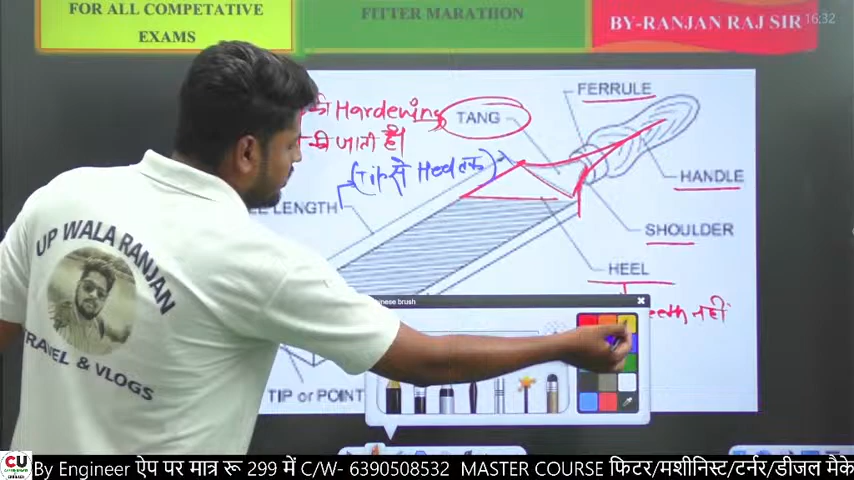 FOR ALL COMPETATIVE
EXAMS
FITTER MARATHON
BY-RANJAN RAJ SIR
16:32
FERRULE
Hardening
TANG
की जाती है।
(Tip से Heel तक)
HANDLE
LENGTH
SHOULDER
HEEL
नहीं
UP WALA RANJAN
TRAVEL & VLOGS
TIP or POINT
CU
By Engineer ऐप पर मात्र रू 299 में C/W- 6390508532 MASTER COURSE फिटर/मशीनिस्ट/टर्नर/डीजल मैके